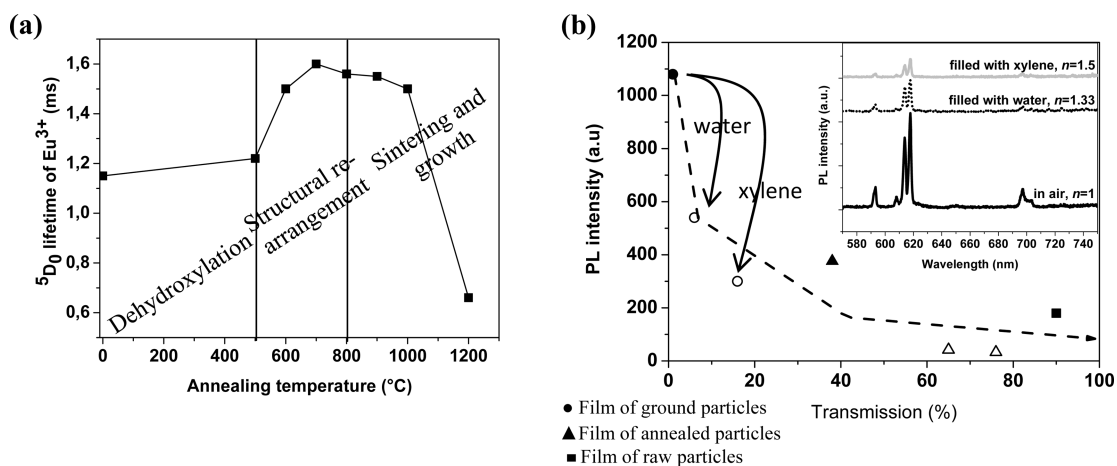 (a)
1,6
1,4
1,2
1,0
0,8
0,6
⁵D₀ lifetime of Eu³⁺ (ms)
Dehydroxylation
Structural re-
arrangement
Sintering and
growth
0 200 400 600 800 1000 1200
Annealing temperature (°C)
(b)
1200
1000
800
600
400
200
0
PL intensity (a.u)
water
xylene
0 20 40 60 80 100
Transmission (%)
PL intensity (a.u.)
filled with xylene, n=1.5
filled with water, n=1.33
in air, n=1
580 600 620 640 660 680 700 720 740
Wavelength (nm)
Film of ground particles
Film of annealed particles
Film of raw particles